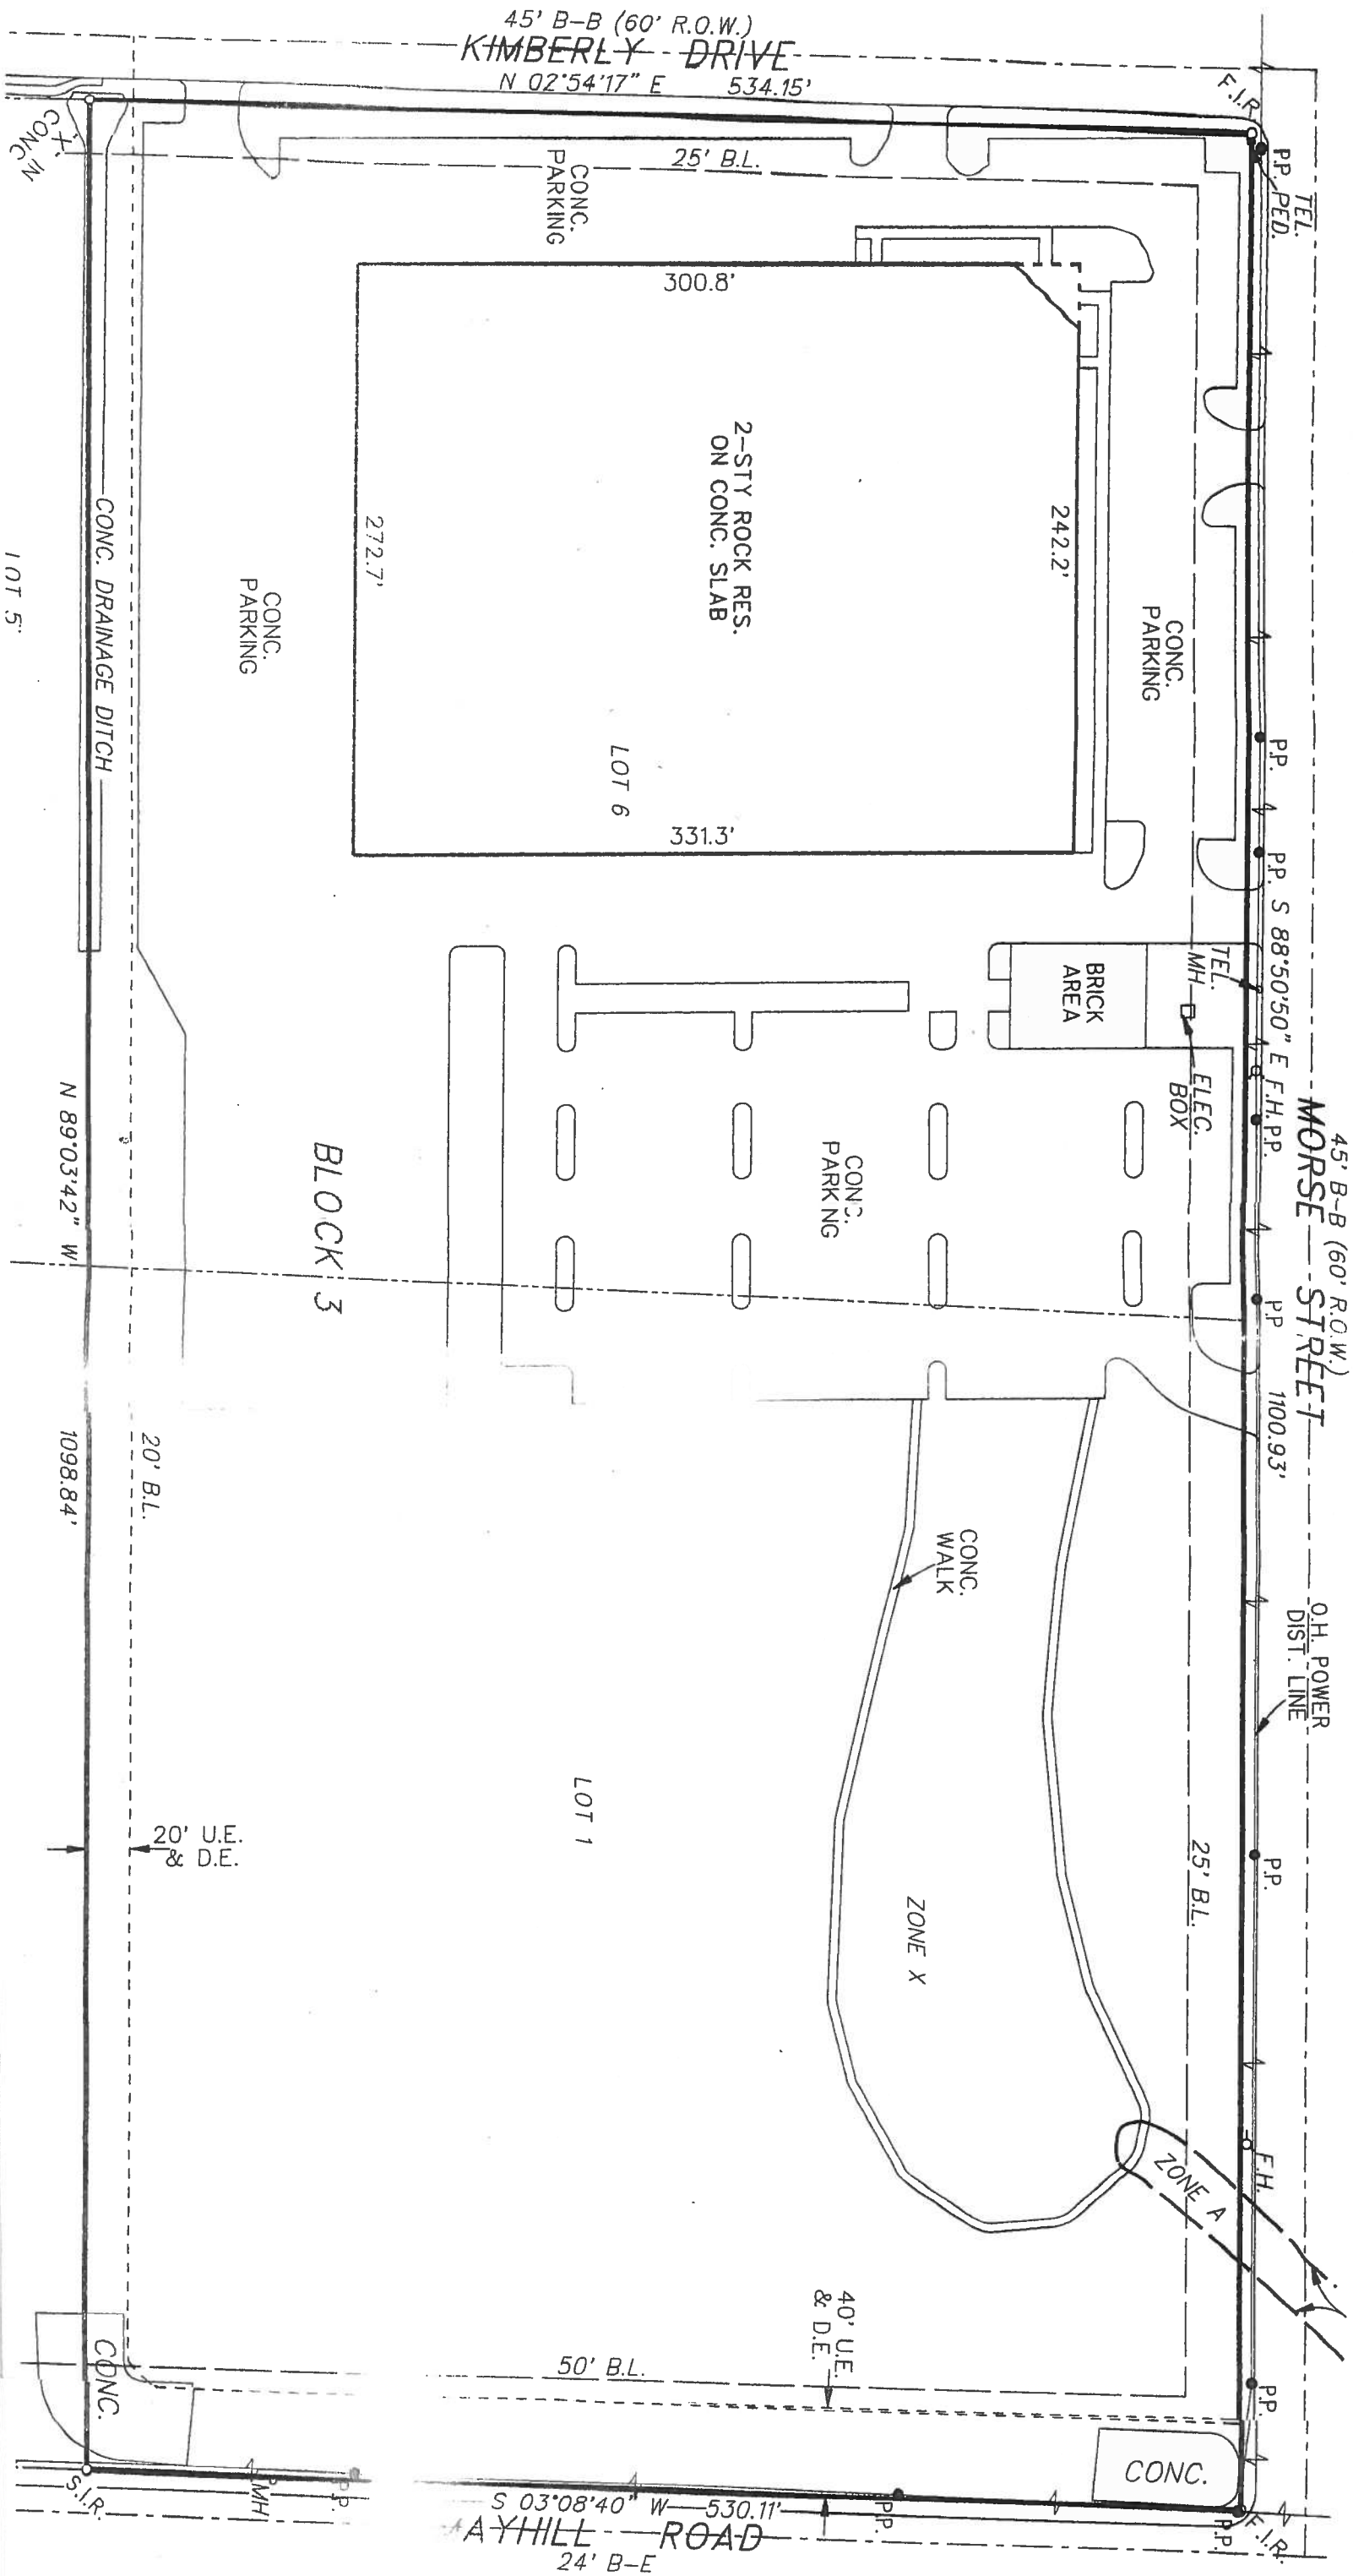 45' B-B (60' R.O.W.)
KIMBERLY DRIVE
N 02°54'17" E 534.15'
F.I.R.
TEL.
PED.
P.P.
25' B.L.
CONC.
PARKING
300.8'
2-STY ROCK RES.
ON CONC. SLAB
242.2'
272.7'
331.3'
LOT 6
CONC.
PARKING
CONC.
PARKING
CONC. DRAINAGE DITCH
LOT 5
P.P.
P.P.
S 88°50'50" E
1100.93'
45' B-B (60' R.O.W.)
MORSE STREET
TEL.
MH.
BRICK
AREA
ELEC.
BOX
F.H.
P.P.
P.P
CONC.
PARK NG
BLOCK 3
N 89°03'42" W
1098.84'
20' B.L.
CONC.
WALK
O.H. POWER
DIST. LINE
LOT 1
20' U.E.
& D.E.
25' B.L.
P.P.
ZONE X
ZONE A
F.H.
40' U.E.
& D.E.
50' B.L.
P.P.
CONC.
CONC.
S.I.R.
MH
P.P.
S 03°08'40" W 530.11'
P.P.
P.P.
F.I.R.
AYHILL ROAD
24' B-E